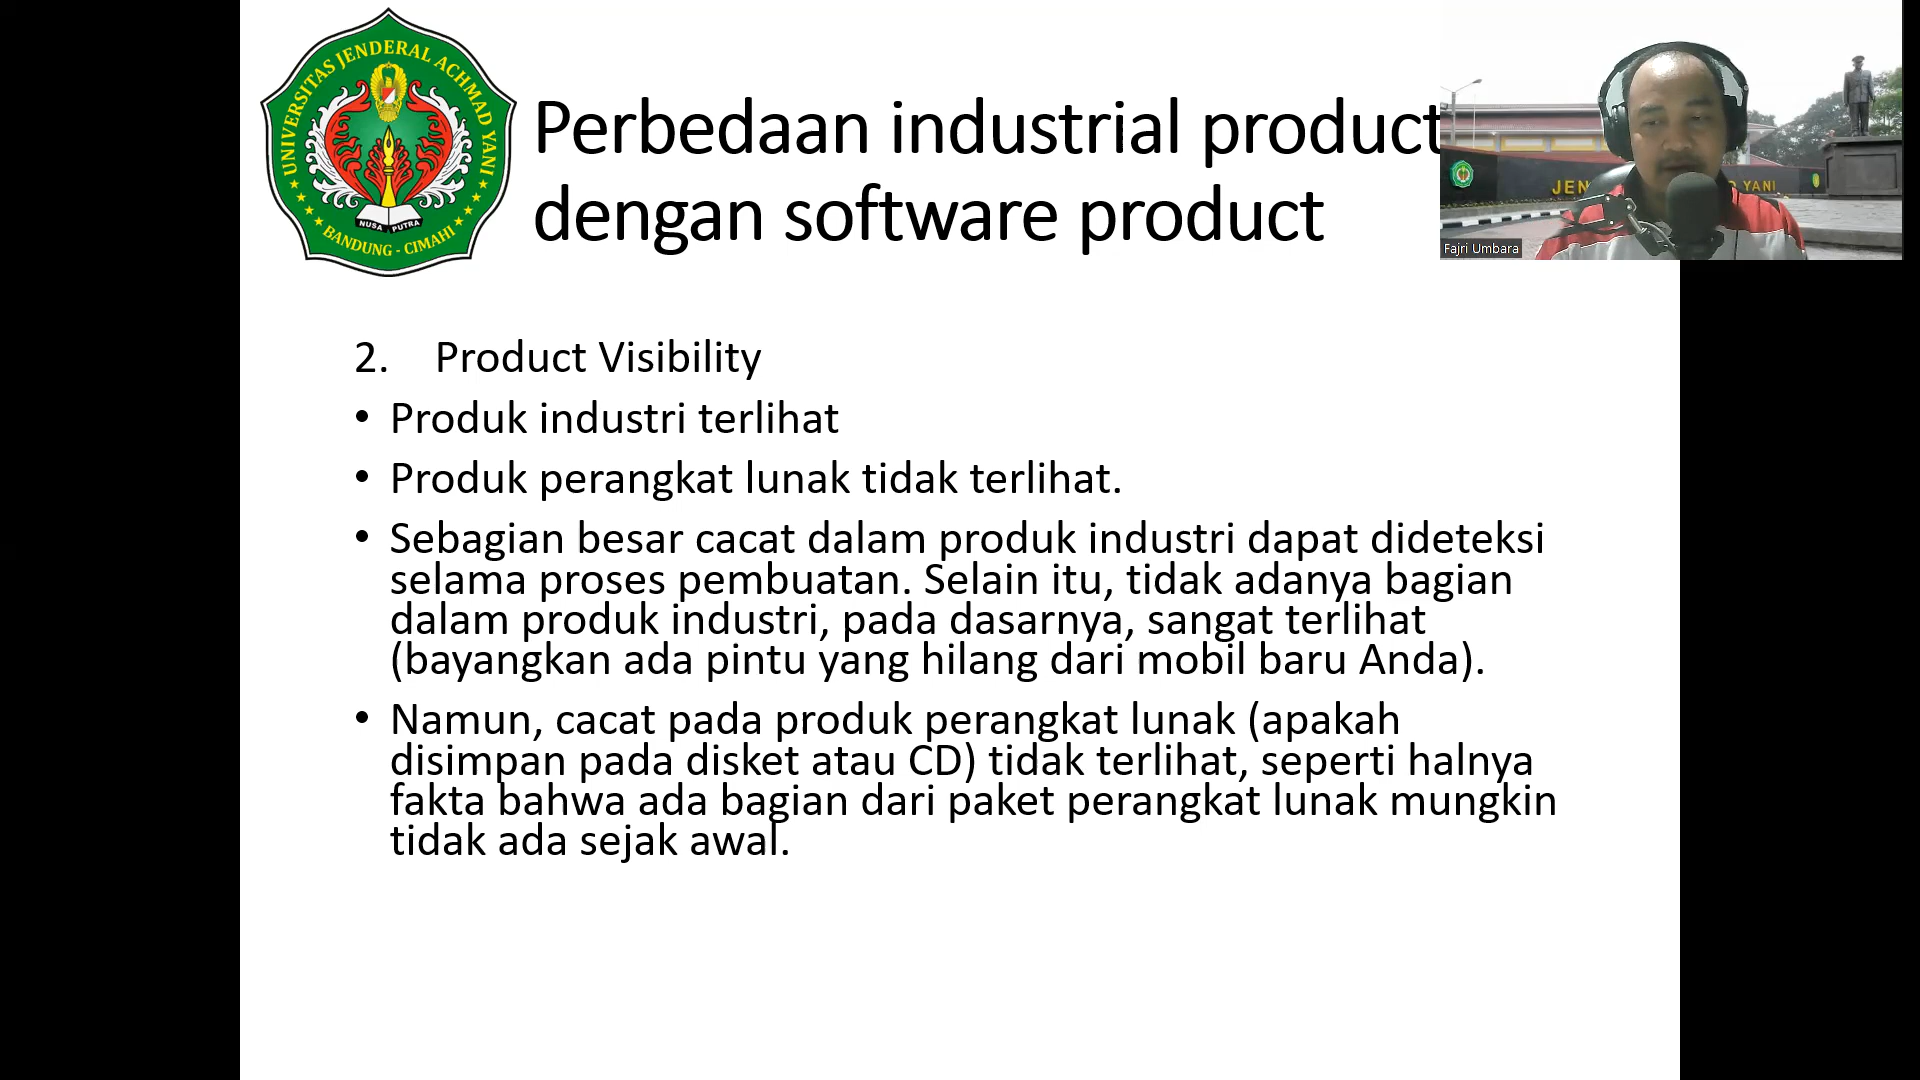 UNIVERSITAS JENDERAL ACHMAD YANI
NUSA PUTRA
BANDUNG - CIMAHI
Perbedaan industrial product
dengan software product
JEN
YANI
Fajri Umbara
2. Product Visibility
• Produk industri terlihat
• Produk perangkat lunak tidak terlihat.
• Sebagian besar cacat dalam produk industri dapat dideteksi
selama proses pembuatan. Selain itu, tidak adanya bagian
dalam produk industri, pada dasarnya, sangat terlihat
(bayangkan ada pintu yang hilang dari mobil baru Anda).
• Namun, cacat pada produk perangkat lunak (apakah
disimpan pada disket atau CD) tidak terlihat, seperti halnya
fakta bahwa ada bagian dari paket perangkat lunak mungkin
tidak ada sejak awal.